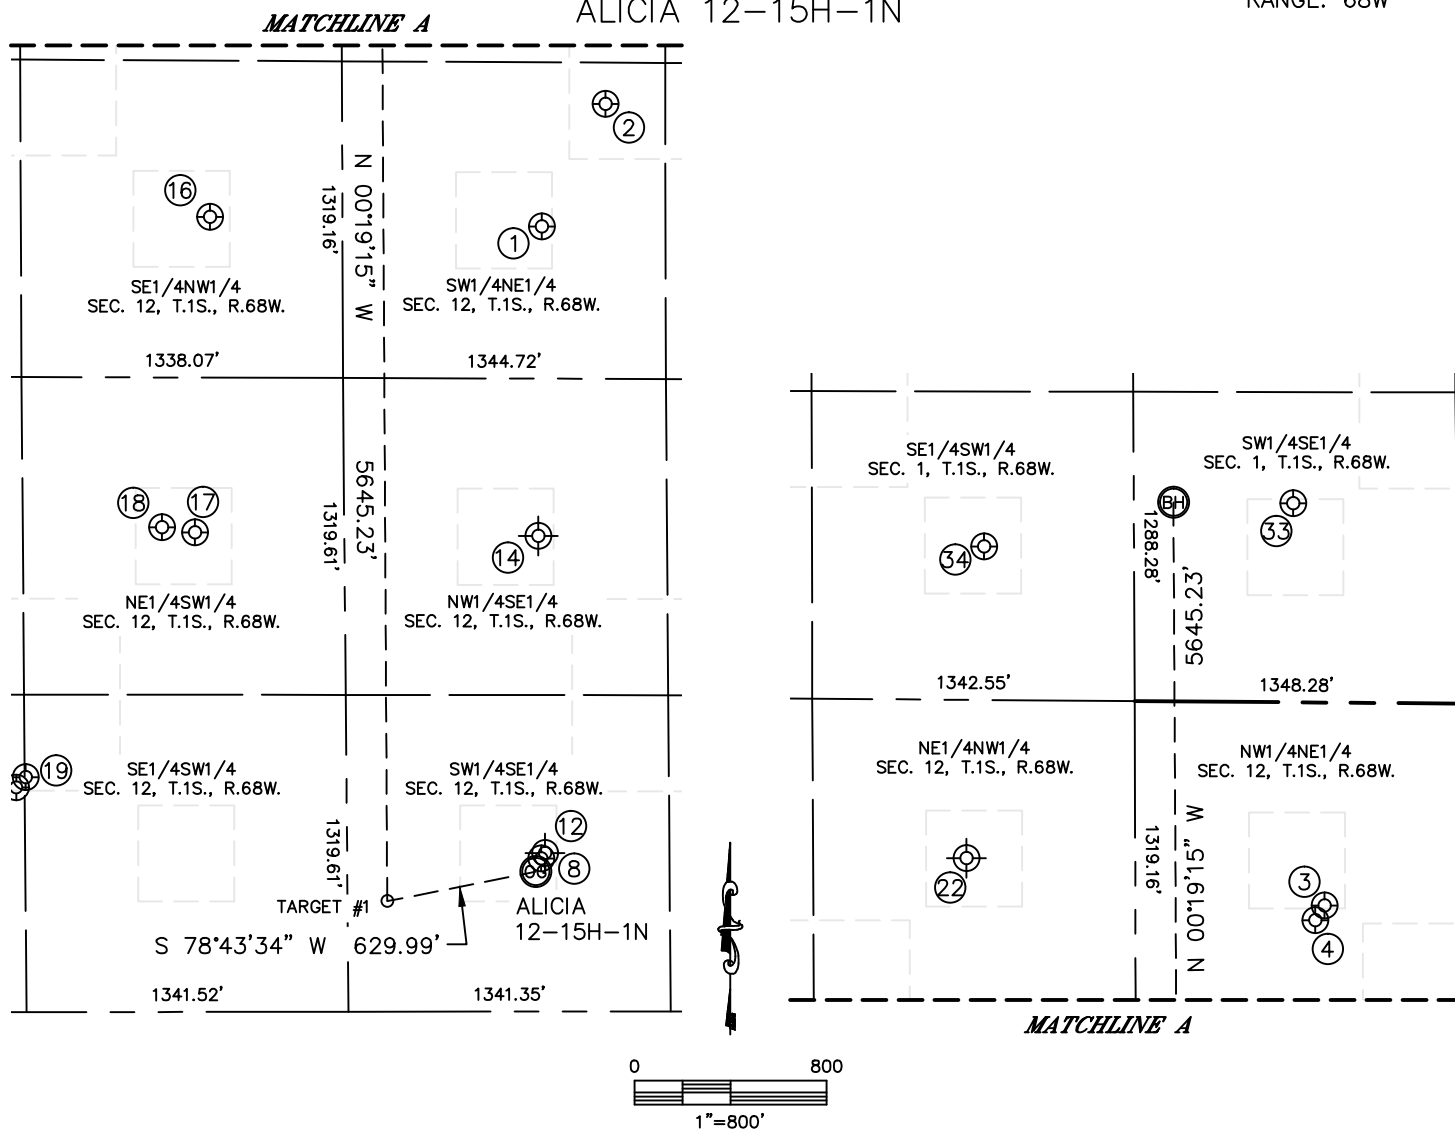 MATCHLINE A
ALICIA 12-15H-1N
RANGE: 68W
2
16
1
N 00°19'15" W
1319.16'
SE1/4NW1/4
SEC. 12, T.1S., R.68W.
SW1/4NE1/4
SEC. 12, T.1S., R.68W.
1338.07'
1344.72'
18
17
14
5645.23'
1319.61'
NE1/4SW1/4
SEC. 12, T.1S., R.68W.
NW1/4SE1/4
SEC. 12, T.1S., R.68W.
19
SE1/4SW1/4
SEC. 12, T.1S., R.68W.
SW1/4SE1/4
SEC. 12, T.1S., R.68W.
12
8
1319.61'
TARGET #1
ALICIA
12-15H-1N
S 78°43'34" W 629.99'
1341.52'
1341.35'
SE1/4SW1/4
SEC. 1, T.1S., R.68W.
SW1/4SE1/4
SEC. 1, T.1S., R.68W.
BH
33
34
1288.28'
5645.23'
1342.55'
1348.28'
NE1/4NW1/4
SEC. 12, T.1S., R.68W.
NW1/4NE1/4
SEC. 12, T.1S., R.68W.
22
3
4
1319.16'
N 00°19'15" W
MATCHLINE A
0 800
1"=800'